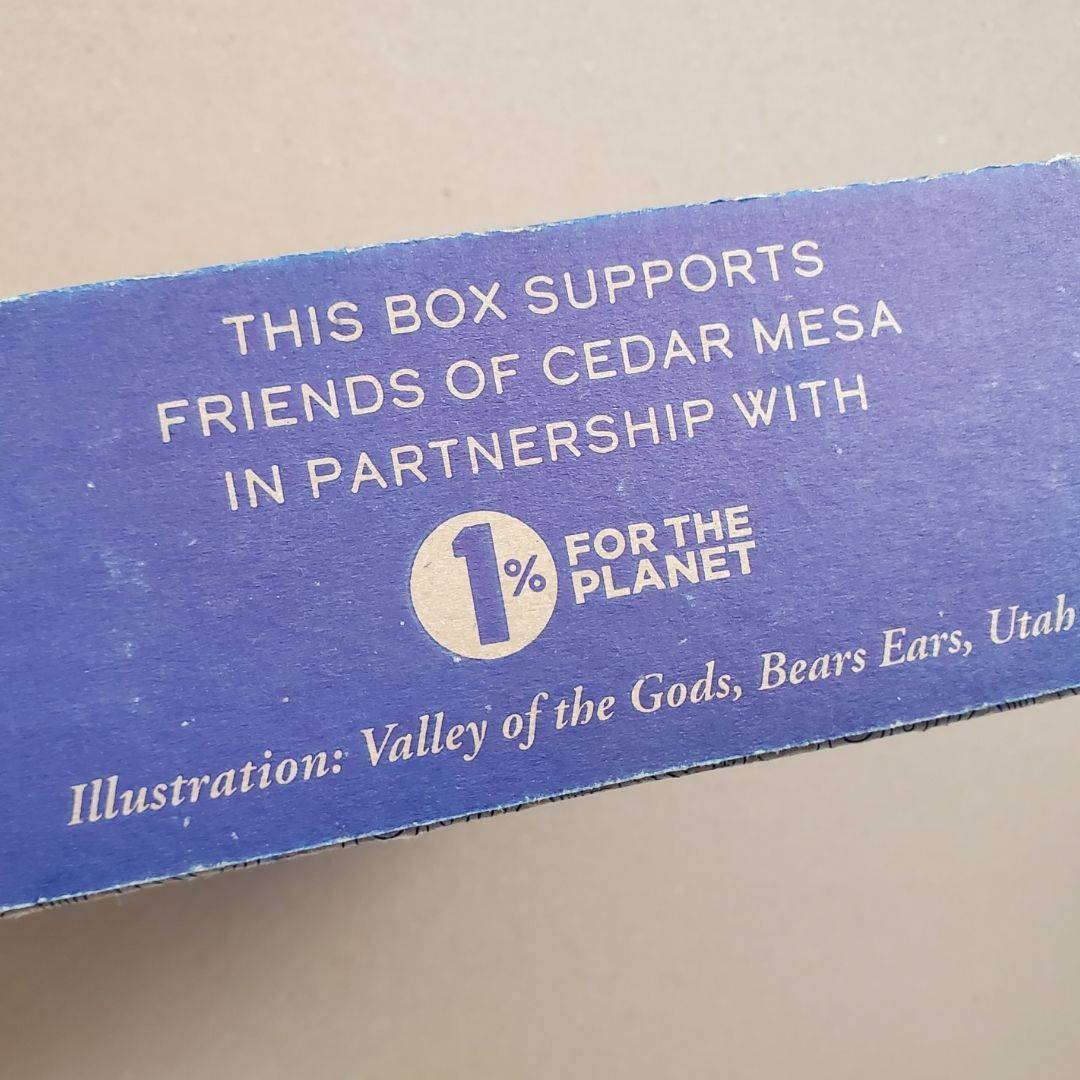 THIS BOX SUPPORTS
FRIENDS OF CEDAR MESA
IN PARTNERSHIP WITH
1% FOR THE
PLANET
Illustration: Valley of the Gods, Bears Ears, Utah